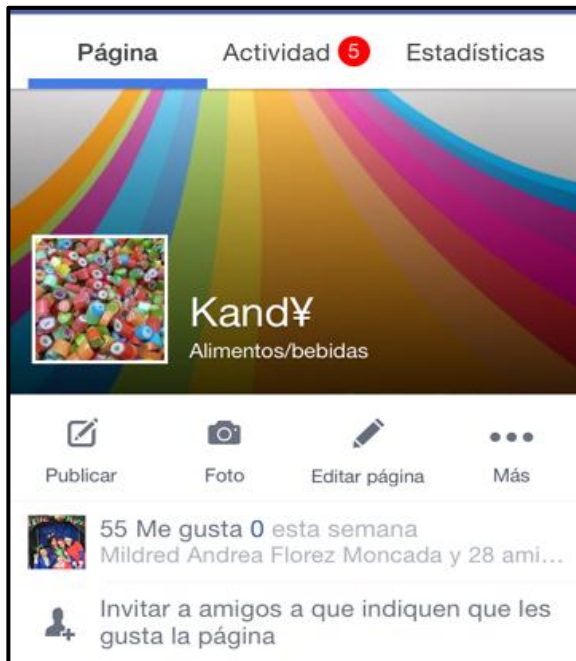 Página Actividad 5 Estadísticas
Kand¥
Alimentos/bebidas
Publicar Foto Editar página Más
55 Me gusta 0 esta semana
Mildred Andrea Florez Moncada y 28 ami...
Invitar a amigos a que indiquen que les
gusta la página